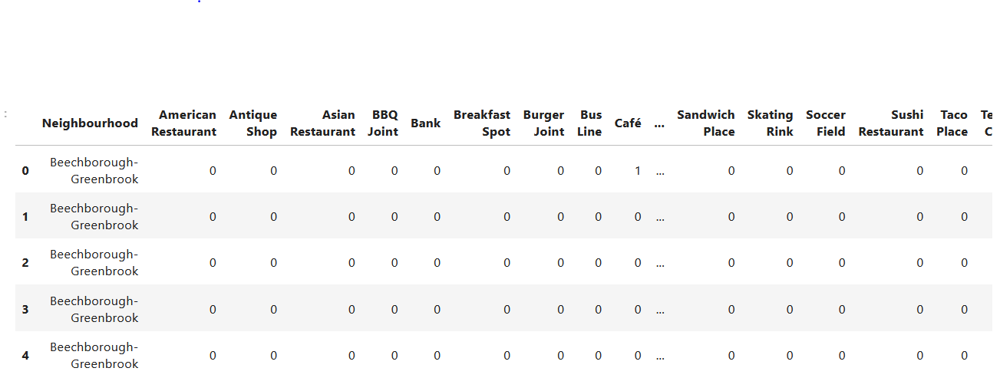 :
Neighbourhood American Restaurant Antique Shop Asian Restaurant BBQ Joint Bank Breakfast Spot Burger Joint Bus Line Café ... Sandwich Place Skating Rink Soccer Field Sushi Restaurant Taco Place
0 Beechborough-Greenbrook 0 0 0 0 0 0 0 0 1 ... 0 0 0 0 0
1 Beechborough-Greenbrook 0 0 0 0 0 0 0 0 0 ... 0 0 0 0 0
2 Beechborough-Greenbrook 0 0 0 0 0 0 0 0 0 ... 0 0 0 0 0
3 Beechborough-Greenbrook 0 0 0 0 0 0 0 0 0 ... 0 0 0 0 0
4 Beechborough-Greenbrook 0 0 0 0 0 0 0 0 0 ... 0 0 0 0 0